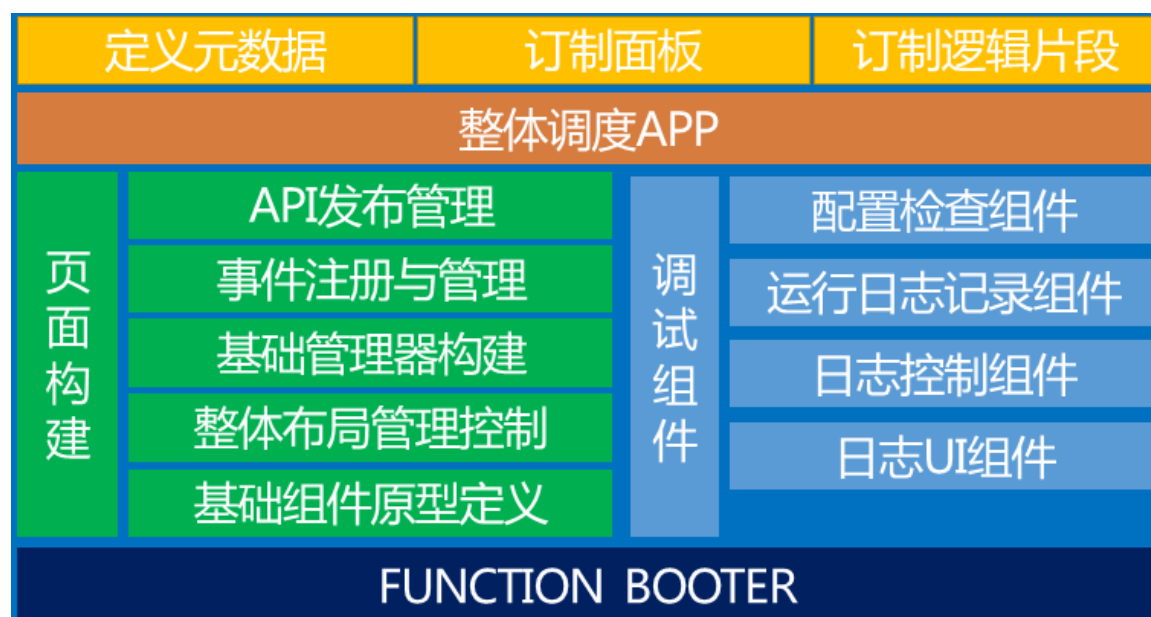 定义元数据
订制面板
订制逻辑片段
整体调度APP
页面构建
API发布管理
事件注册与管理
基础管理器构建
整体布局管理控制
基础组件原型定义
调试组件
配置检查组件
运行日志记录组件
日志控制组件
日志UI组件
FUNCTION BOOTER